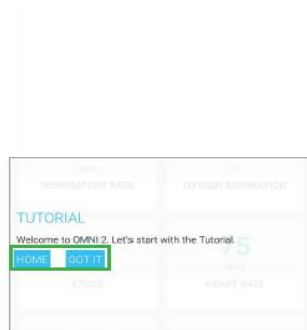 RESPIRATORY RATE
OXYGEN SATURATION
TUTORIAL
Welcome to OMNI 2. Let's start with the Tutorial.
75
HOME
GOT IT
ETCO2
HEART RATE